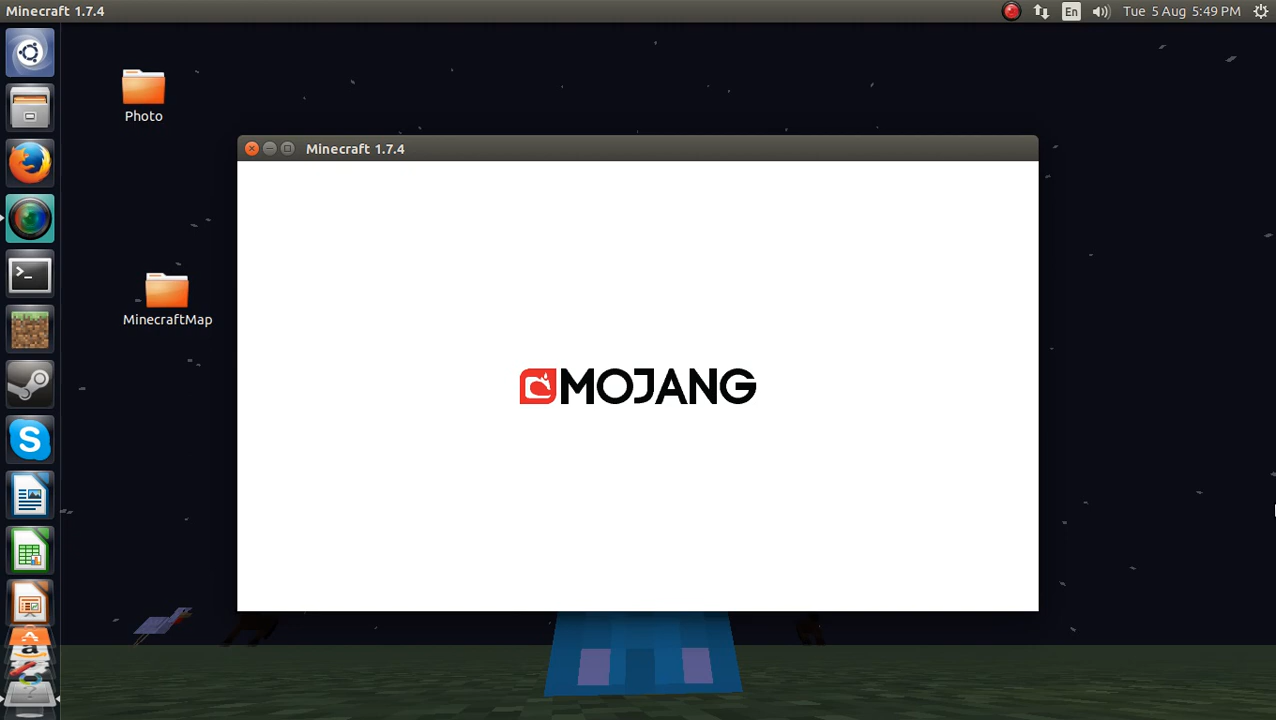 Minecraft 1.7.4
En
Tue 5 Aug 5:49 PM
Photo
Minecraft 1.7.4
>_
MinecraftMap
MOJANG
S
a
?